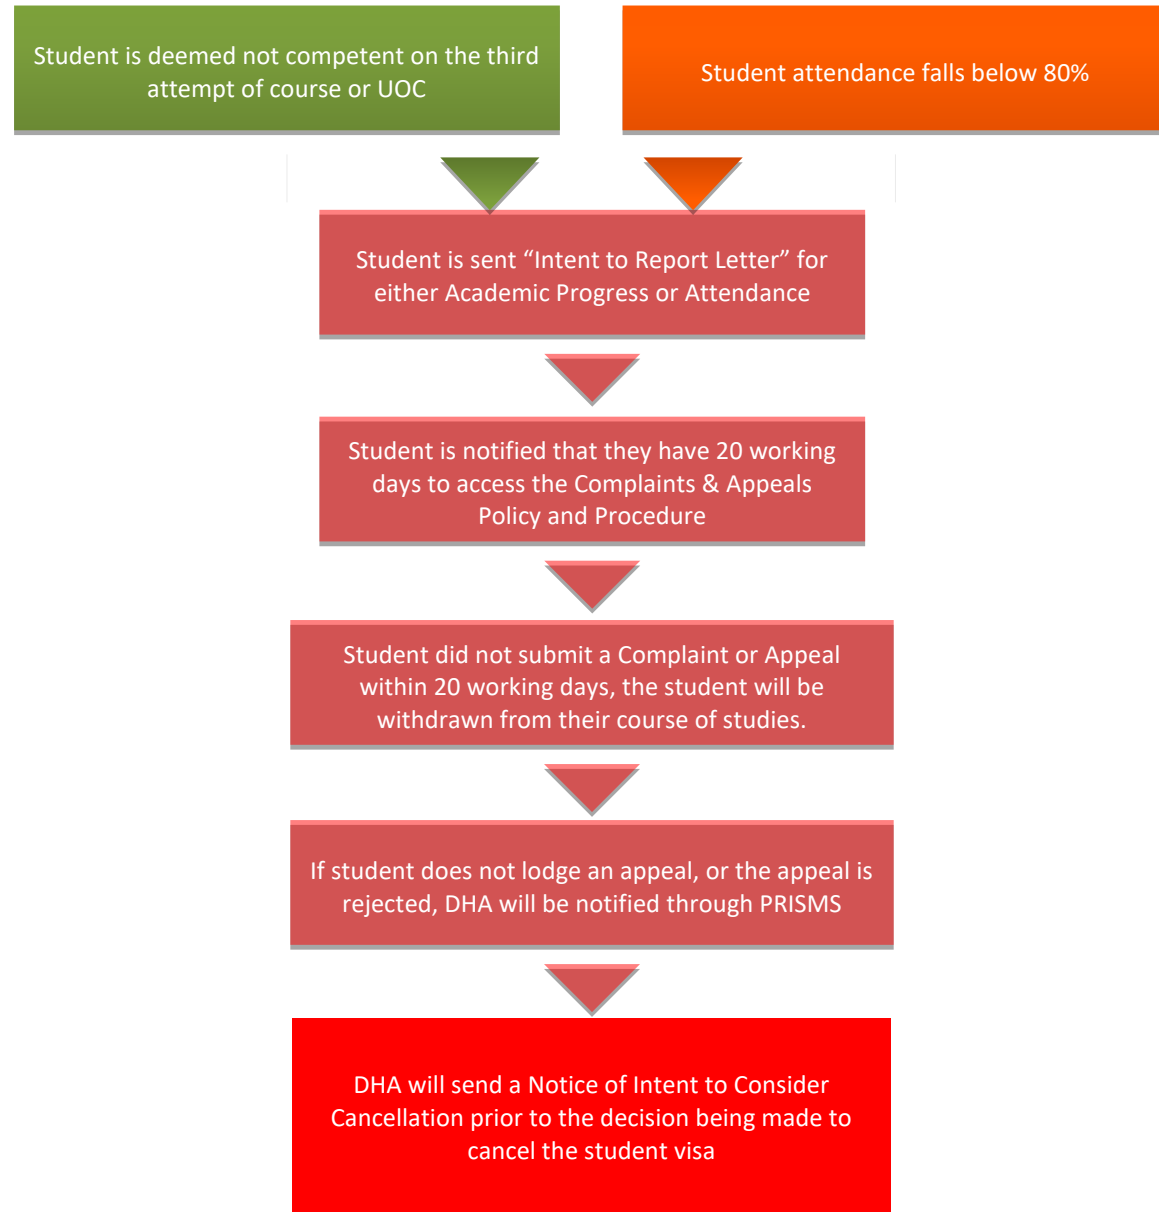 Student is deemed not competent on the third
attempt of course or UOC
Student attendance falls below 80%
Student is sent “Intent to Report Letter” for
either Academic Progress or Attendance
Student is notified that they have 20 working
days to access the Complaints & Appeals
Policy and Procedure
Student did not submit a Complaint or Appeal
within 20 working days, the student will be
withdrawn from their course of studies.
If student does not lodge an appeal, or the appeal is
rejected, DHA will be notified through PRISMS
DHA will send a Notice of Intent to Consider
Cancellation prior to the decision being made to
cancel the student visa